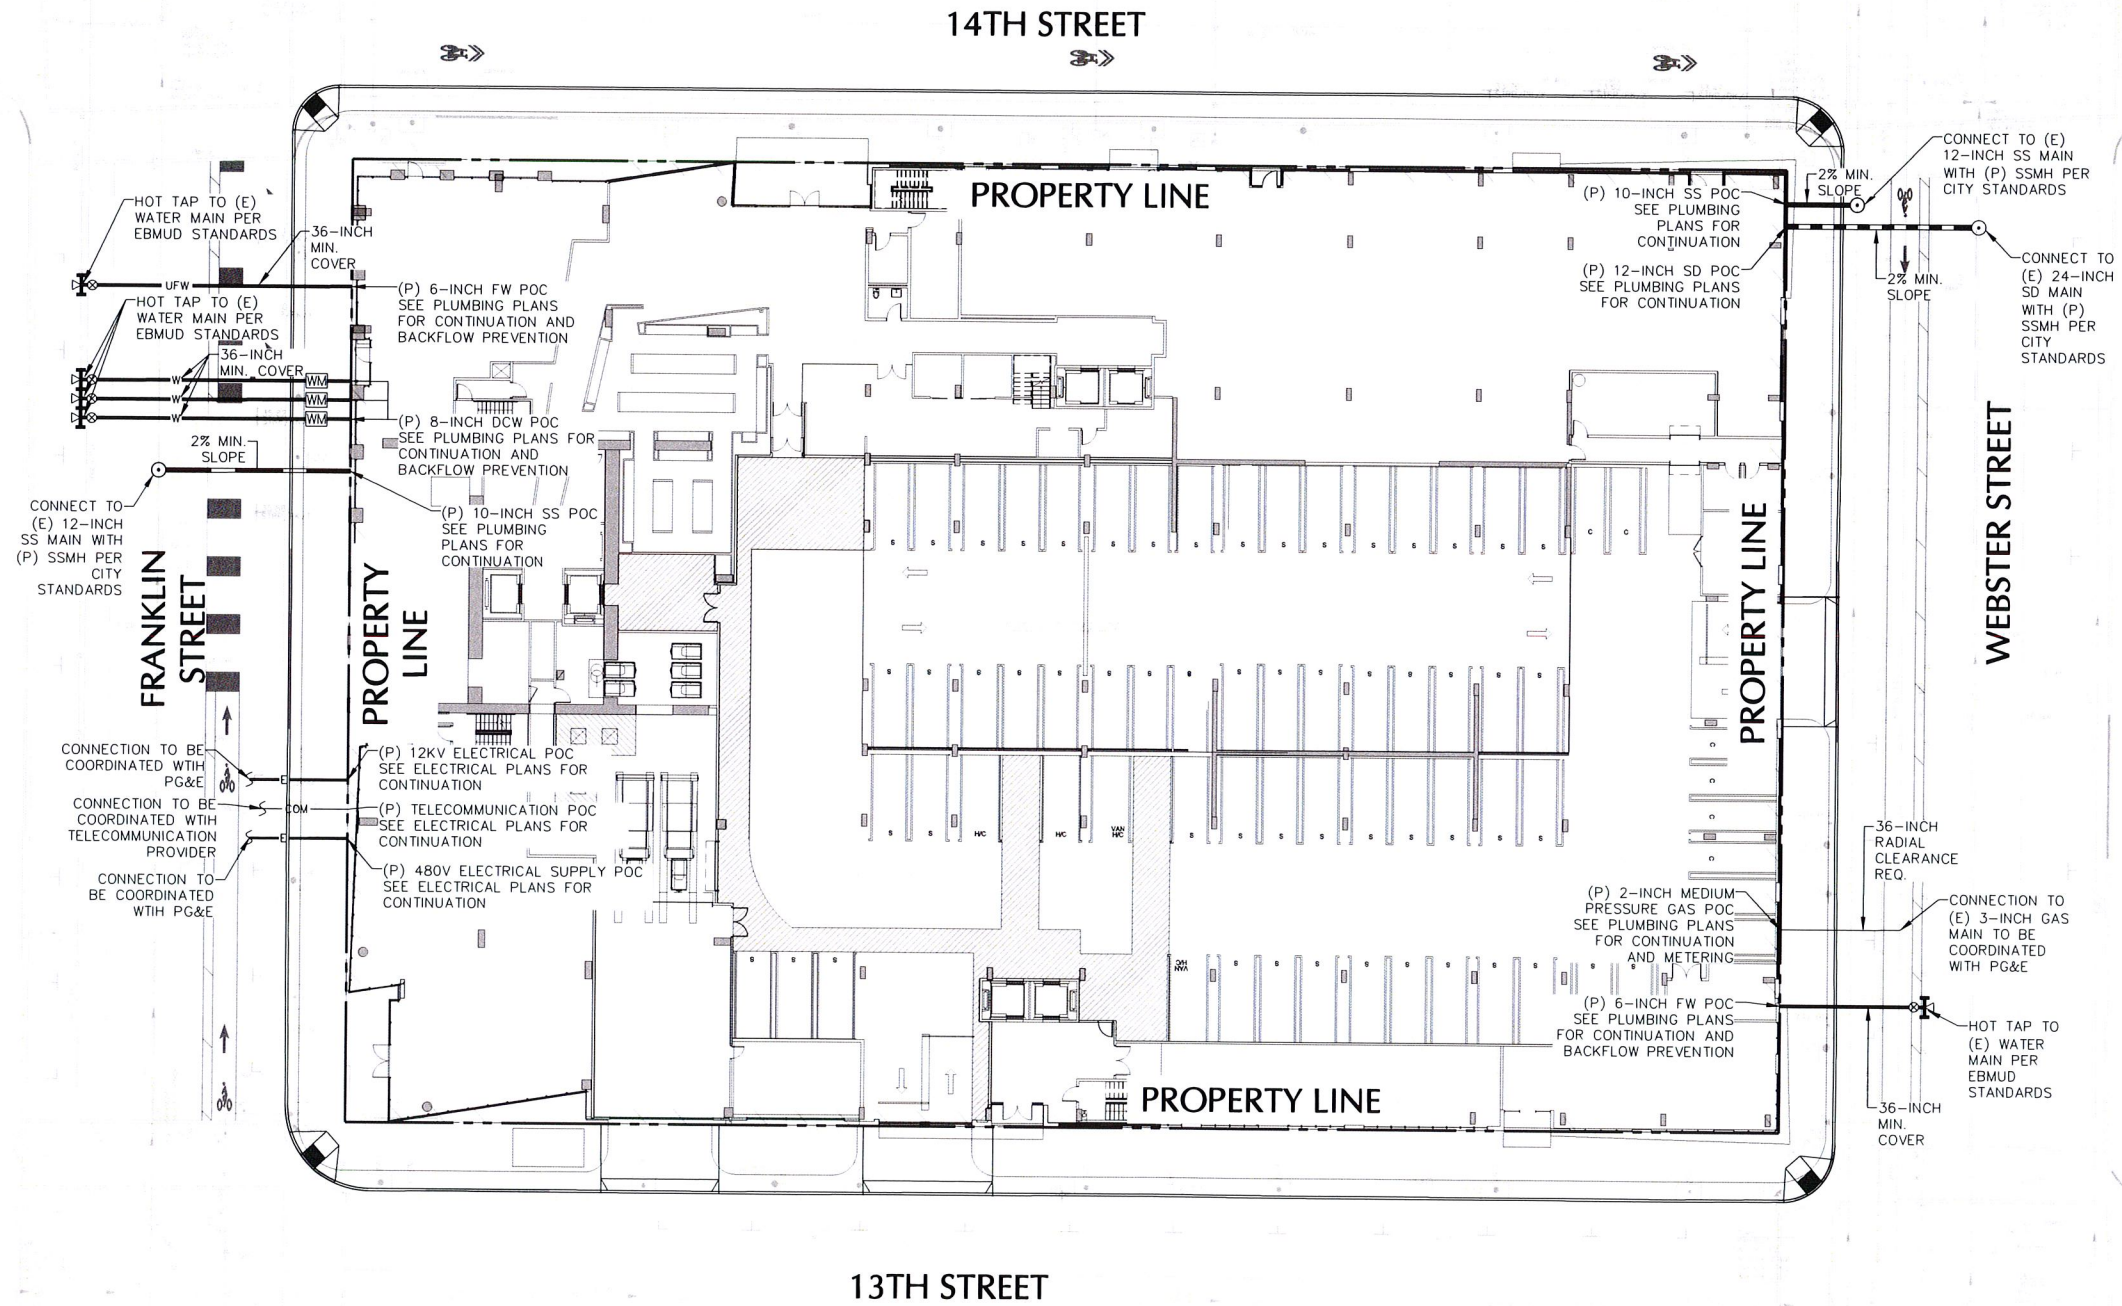 14TH STREET
PROPERTY LINE
HOT TAP TO (E)
WATER MAIN PER
EBMUD STANDARDS
36-INCH
MIN.
COVER
UFW
HOT TAP TO (E)
WATER MAIN PER
EBMUD STANDARDS
36-INCH
MIN. COVER
W
WM
W
WM
W
WM
(P) 6-INCH FW POC
SEE PLUMBING PLANS
FOR CONTINUATION AND
BACKFLOW PREVENTION
(P) 8-INCH DCW POC
SEE PLUMBING PLANS FOR
CONTINUATION AND
BACKFLOW PREVENTION
2% MIN.
SLOPE
CONNECT TO
(E) 12-INCH
SS MAIN WITH
(P) SSMH PER
CITY
STANDARDS
(P) 10-INCH SS POC
SEE PLUMBING
PLANS FOR
CONTINUATION
FRANKLIN
STREET
PROPERTY
LINE
CONNECTION TO BE
COORDINATED WTIH
PG&E
E
CONNECTION TO BE
COORDINATED WTIH
TELECOMMUNICATION
PROVIDER
COM
CONNECTION TO
BE COORDINATED
WTIH PG&E
E
(P) 12KV ELECTRICAL POC
SEE ELECTRICAL PLANS FOR
CONTINUATION
(P) TELECOMMUNICATION POC
SEE ELECTRICAL PLANS FOR
CONTINUATION
(P) 480V ELECTRICAL SUPPLY POC
SEE ELECTRICAL PLANS FOR
CONTINUATION
(P) 10-INCH SS POC
SEE PLUMBING
PLANS FOR
CONTINUATION
(P) 12-INCH SD POC
SEE PLUMBING PLANS
FOR CONTINUATION
2% MIN.
SLOPE
CONNECT TO (E)
12-INCH SS MAIN
WITH (P) SSMH PER
CITY STANDARDS
2% MIN.
SLOPE
CONNECT TO
(E) 24-INCH
SD MAIN
WITH (P)
SSMH PER
CITY
STANDARDS
WEBSTER STREET
PROPERTY LINE
S S S S S S S S S S S S S S S S C C
S S S S S S S S S S S S S S S S
S S H/C H/C VAN
H/C S S S S S S S S S
C
C
C
C
S S S VAN
H/C S S S S S S S S S S S
36-INCH
RADIAL
CLEARANCE
REQ.
(P) 2-INCH MEDIUM
PRESSURE GAS POC
SEE PLUMBING PLANS
FOR CONTINUATION
AND METERING
CONNECTION TO
(E) 3-INCH GAS
MAIN TO BE
COORDINATED
WITH PG&E
(P) 6-INCH FW POC
SEE PLUMBING PLANS
FOR CONTINUATION AND
BACKFLOW PREVENTION
HOT TAP TO
(E) WATER
MAIN PER
EBMUD
STANDARDS
36-INCH
MIN.
COVER
PROPERTY LINE
13TH STREET